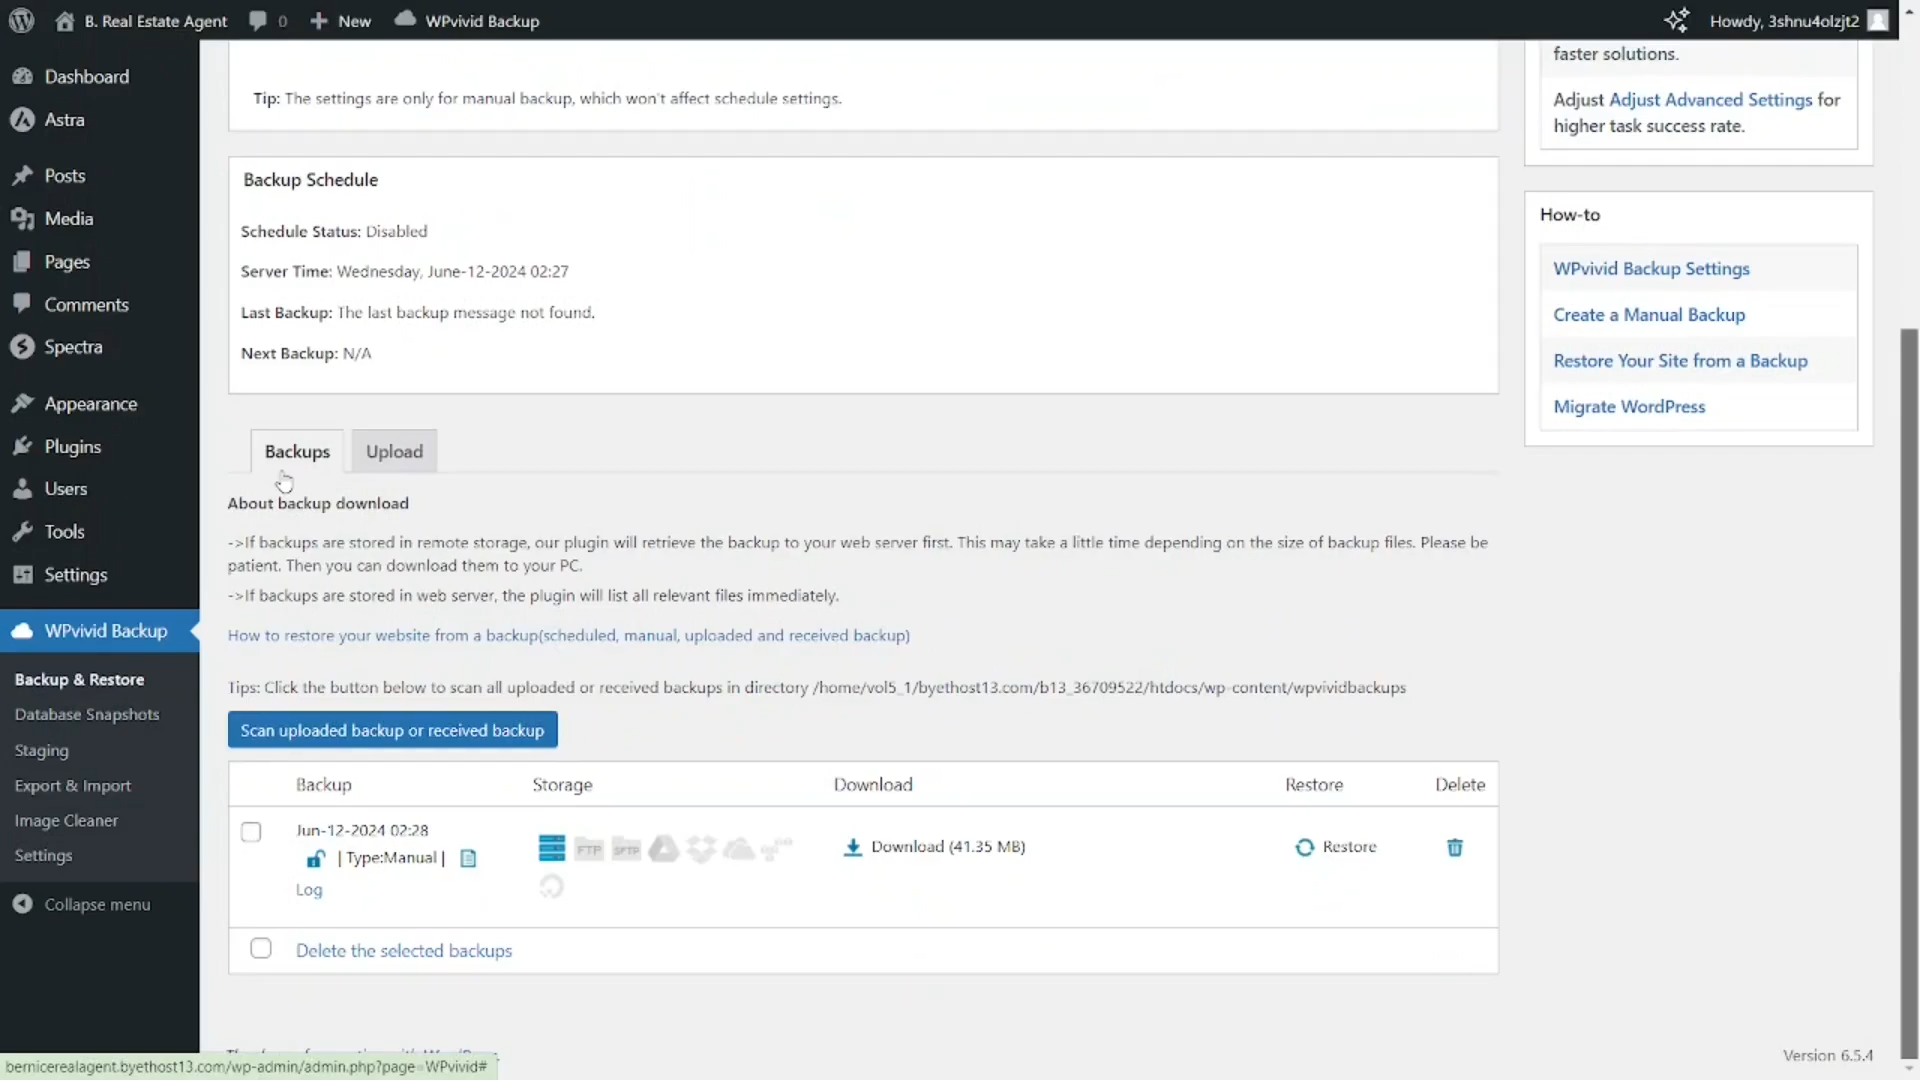 B. Real Estate Agent
0
New
WPvivid Backup
Howdy, 3shnu4olzjt2
Dashboard
Astra
Posts
Media
Pages
Comments
Spectra
Appearance
Plugins
Users
Tools
Settings
WPvivid Backup
Backup & Restore
Database Snapshots
Staging
Export & Import
Image Cleaner
Settings
Collapse menu
Tip: The settings are only for manual backup, which won't affect schedule settings.
Backup Schedule
Schedule Status: Disabled
Server Time: Wednesday, June-12-2024 02:27
Last Backup: The last backup message not found.
Next Backup: N/A
Backups
Upload
About backup download
->If backups are stored in remote storage, our plugin will retrieve the backup to your web server first. This may take a little time depending on the size of backup files. Please be
patient. Then you can download them to your PC.
->If backups are stored in web server, the plugin will list all relevant files immediately.
How to restore your website from a backup(scheduled, manual, uploaded and received backup)
Tips: Click the button below to scan all uploaded or received backups in directory /home/vol5_1/byethost13.com/b13_36709522/htdocs/wp-content/wpvividbackups
Scan uploaded backup or received backup
Backup Storage Download Restore Delete
Jun-12-2024 02:28
| Type:Manual |
Log
FTP
SFTP
Download (41.35 MB)
Restore
Delete the selected backups
faster solutions.
Adjust Adjust Advanced Settings for
higher task success rate.
How-to
WPvivid Backup Settings
Create a Manual Backup
Restore Your Site from a Backup
Migrate WordPress
Version 6.5.4
bernicerealagent.byethost13.com/wp-admin/admin.php?page=WPvivid#